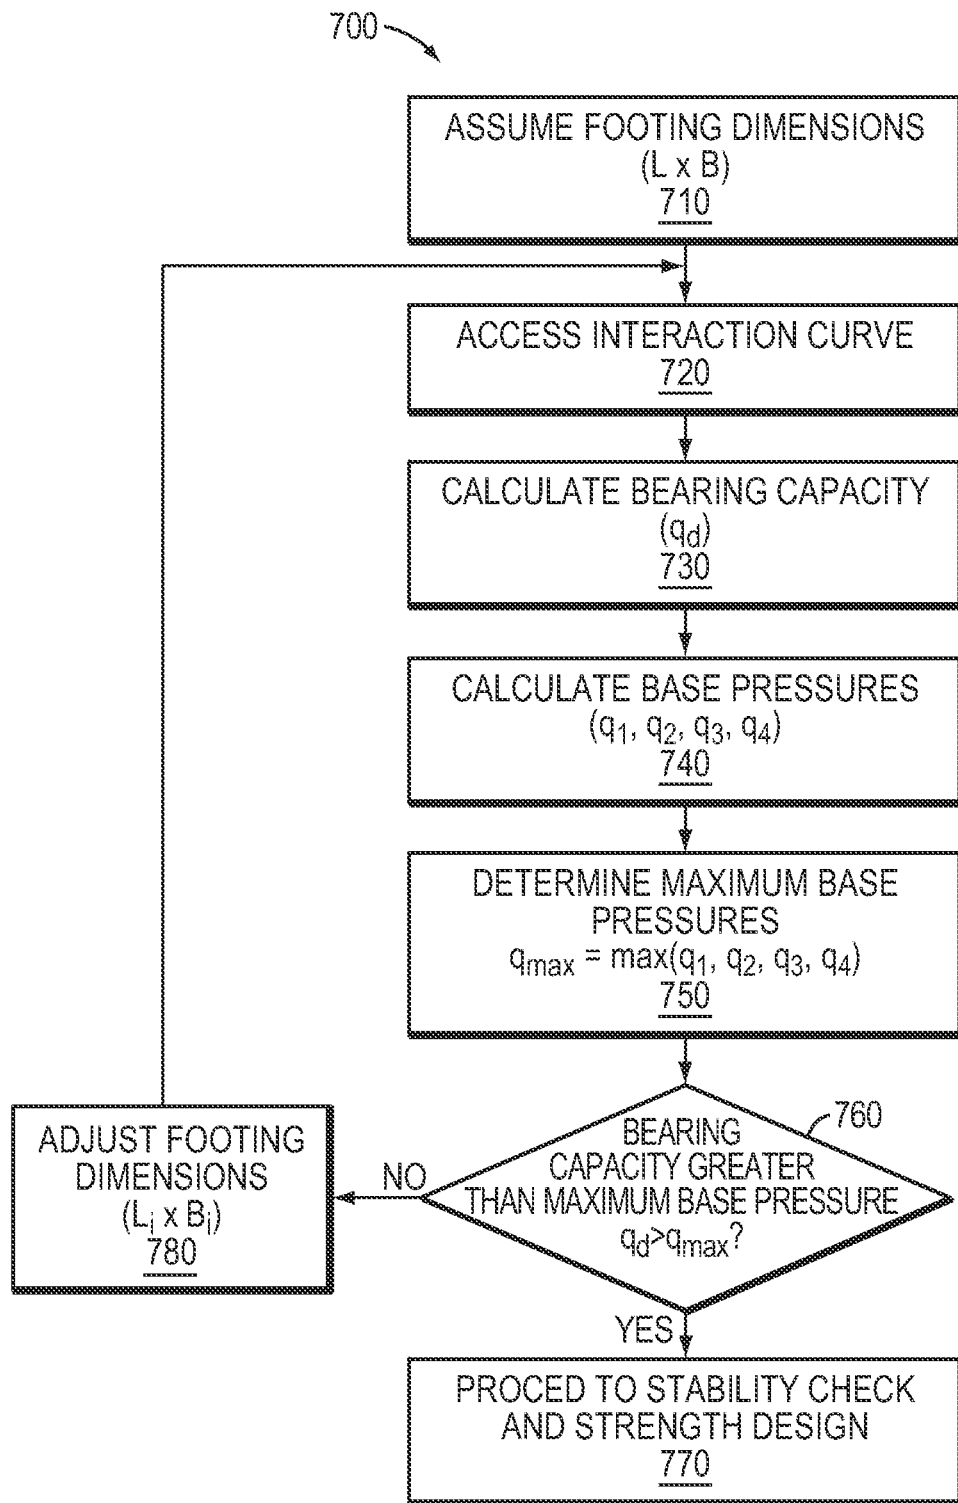 700
ASSUME FOOTING DIMENSIONS
(L x B)
710
ACCESS INTERACTION CURVE
720
CALCULATE BEARING CAPACITY
(qd)
730
CALCULATE BASE PRESSURES
(q1, q2, q3, q4)
740
DETERMINE MAXIMUM BASE
PRESSURES
qmax = max(q1, q2, q3, q4)
750
760
BEARING
CAPACITY GREATER
THAN MAXIMUM BASE PRESSURE
qd>qmax?
NO
ADJUST FOOTING
DIMENSIONS
(Li x Bi)
780
YES
PROCED TO STABILITY CHECK
AND STRENGTH DESIGN
770